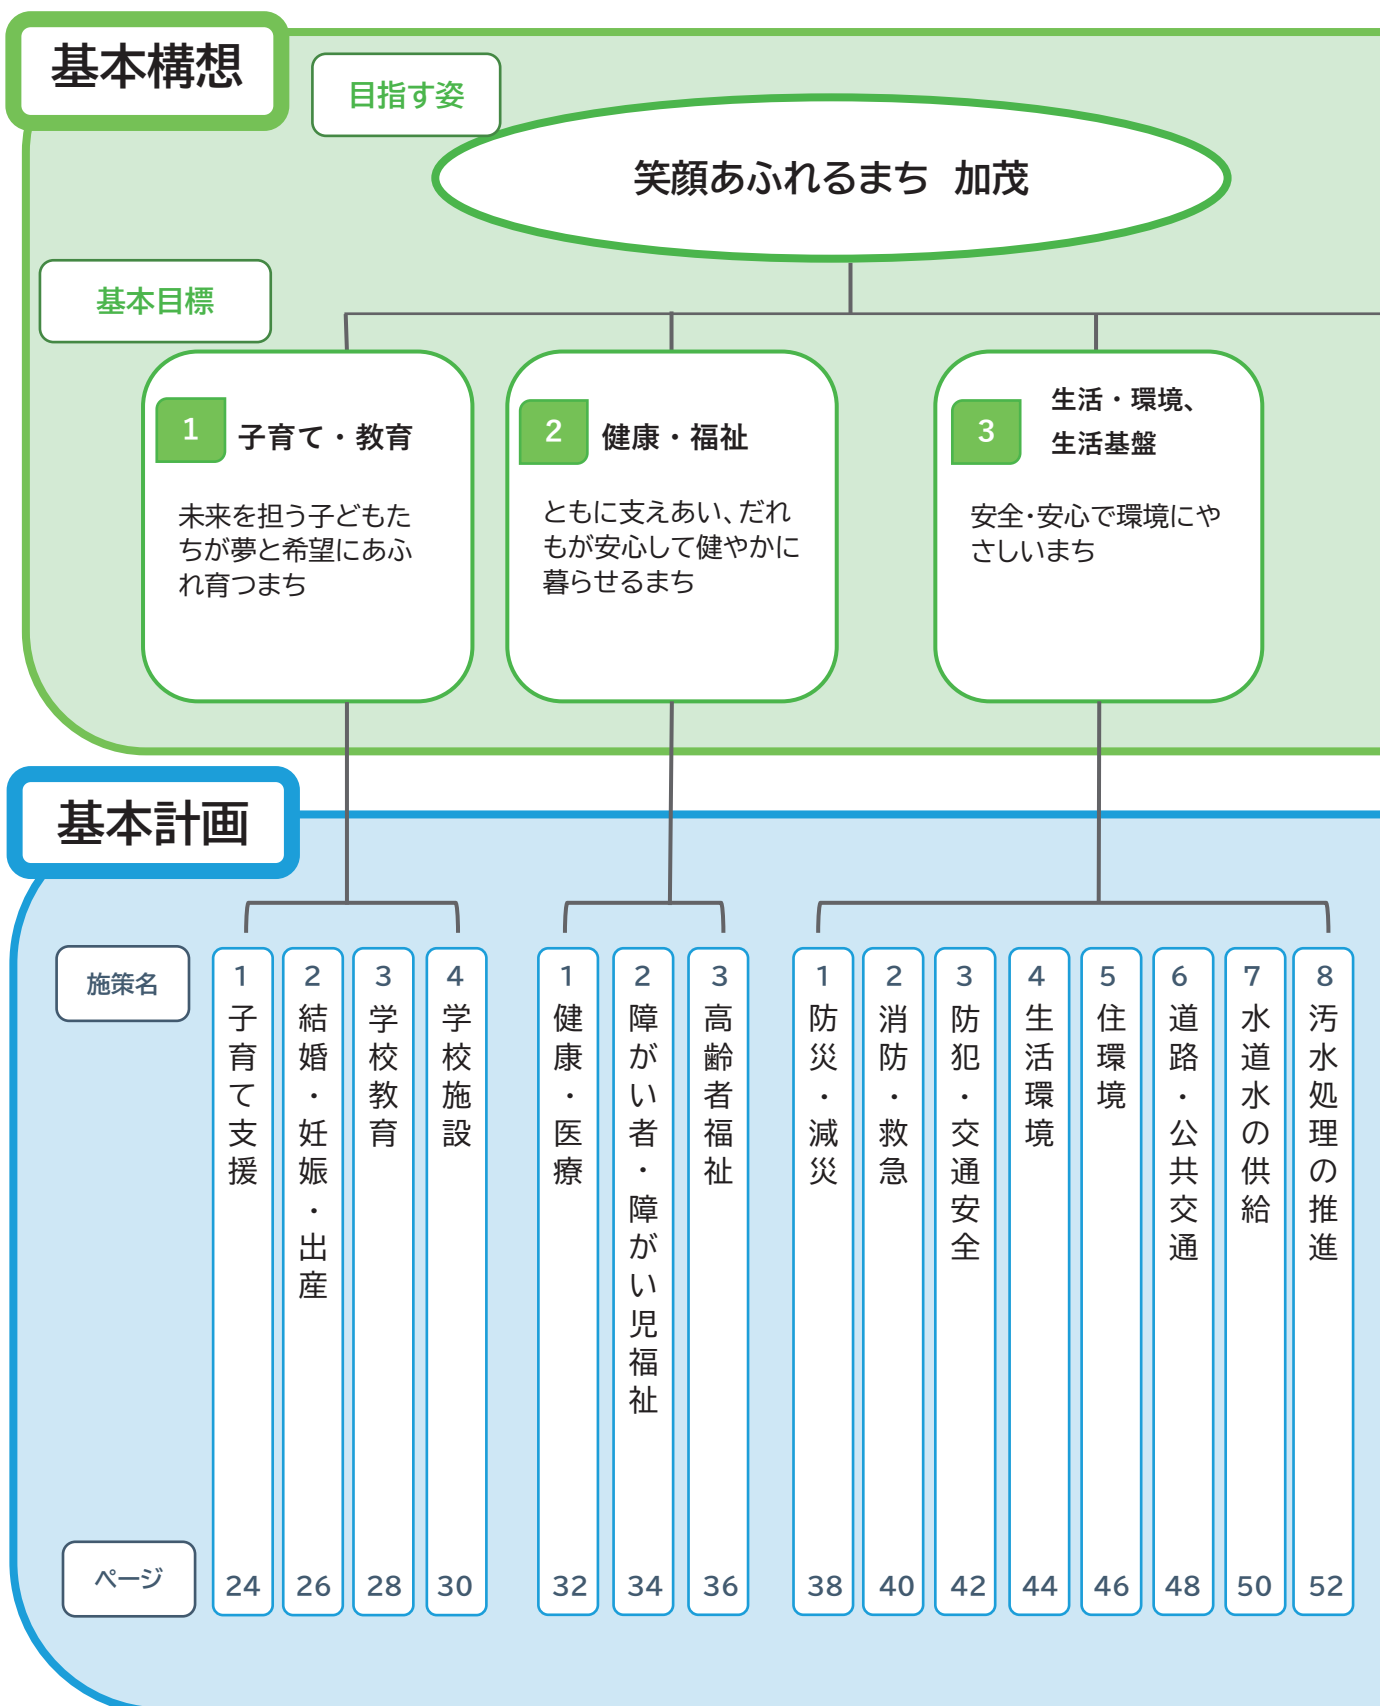 基本構想
目指す姿
笑顔あふれるまち 加茂
基本目標
1
子育て・教育
未来を担う子どもた
ちが夢と希望にあふ
れ育つまち
2
健康・福祉
ともに支えあい、だれ
もが安心して健やかに
暮らせるまち
3
生活・環境、
生活基盤
安全・安心で環境にや
さしいまち
基本計画
施策名
1
子育て支援
2
結婚・妊娠・出産
3
学校教育
4
学校施設
1
健康・医療
2
障がい者・障がい児福祉
3
高齢者福祉
1
防災・減災
2
消防・救急
3
防犯・交通安全
4
生活環境
5
住環境
6
道路・公共交通
7
水道水の供給
8
汚水処理の推進
ページ
24
26
28
30
32
34
36
38
40
42
44
46
48
50
52